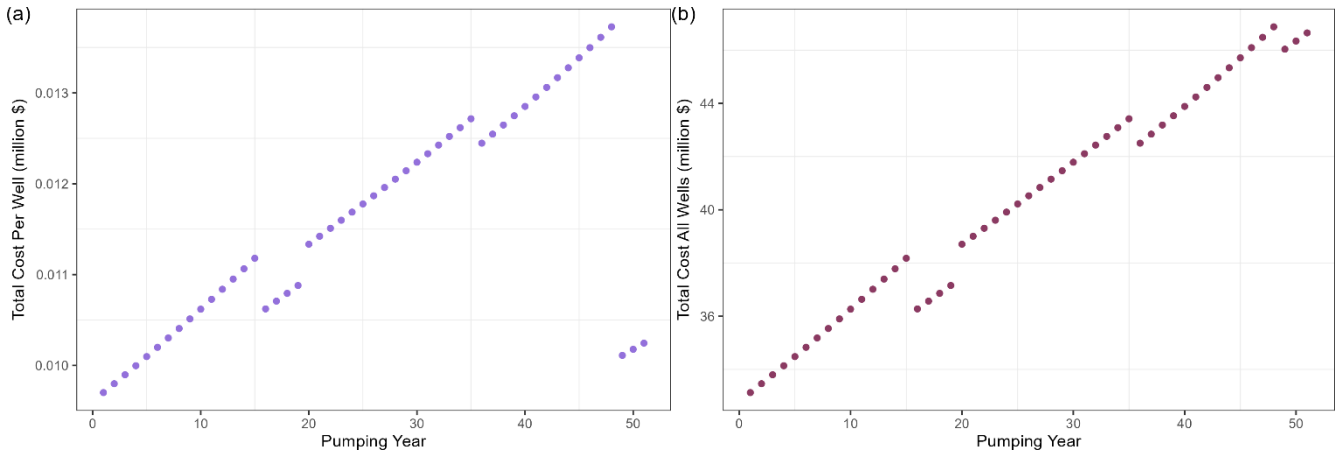 (a)
Total Cost Per Well (million $)
0.013
0.012
0.011
0.010
0 10 20 30 40 50
Pumping Year
(b)
Total Cost All Wells (million $)
44
40
36
0 10 20 30 40 50
Pumping Year